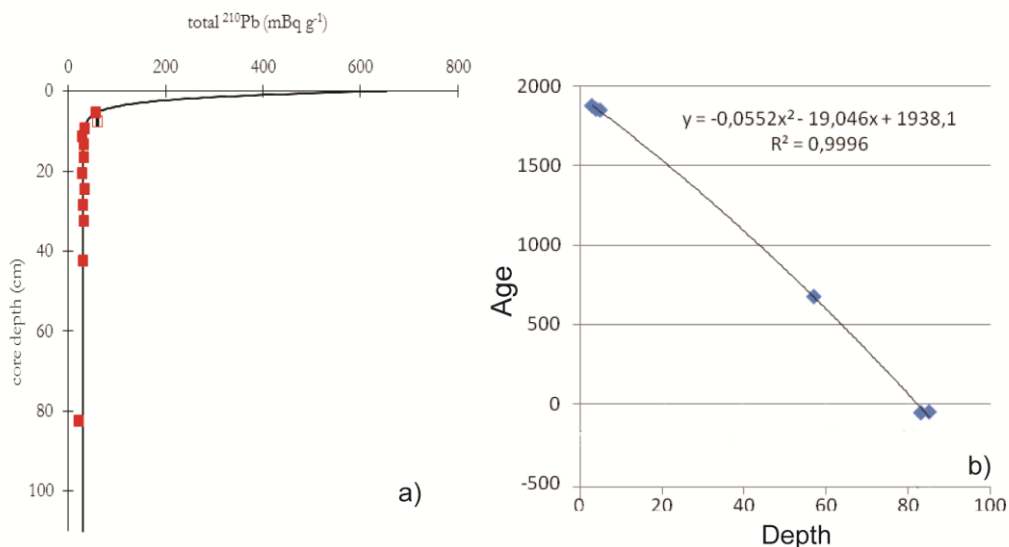 total ²¹⁰Pb (mBq g⁻¹)
0 200 400 600 800
0
20
40
60
80
100
core depth (cm)
a)
2000
1500
1000
500
0
-500
Age
y = -0,0552x² - 19,046x + 1938,1
R² = 0,9996
b)
0 20 40 60 80 100
Depth